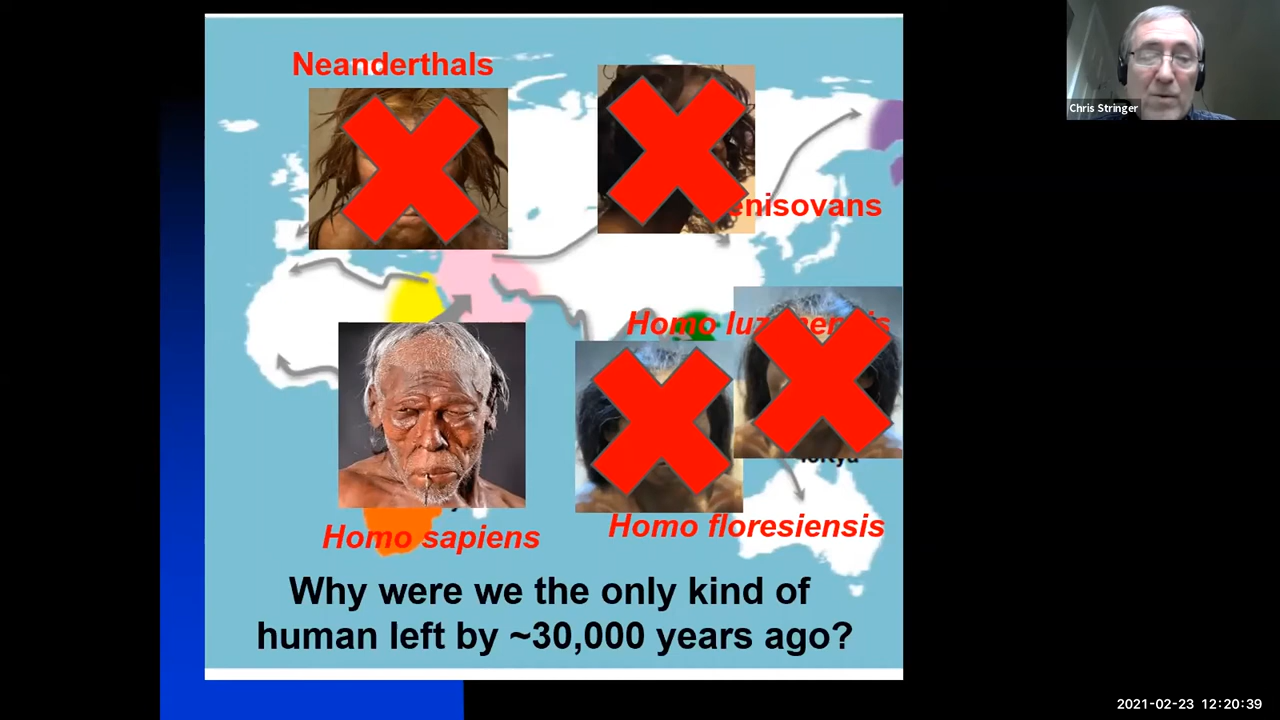 Neanderthals
Chris Stringer
enisovans
Homo
Homo sapiens
Homo floresiensis
Why were we the only kind of
human left by ~30,000 years ago?
2021-02-23 12:20:39